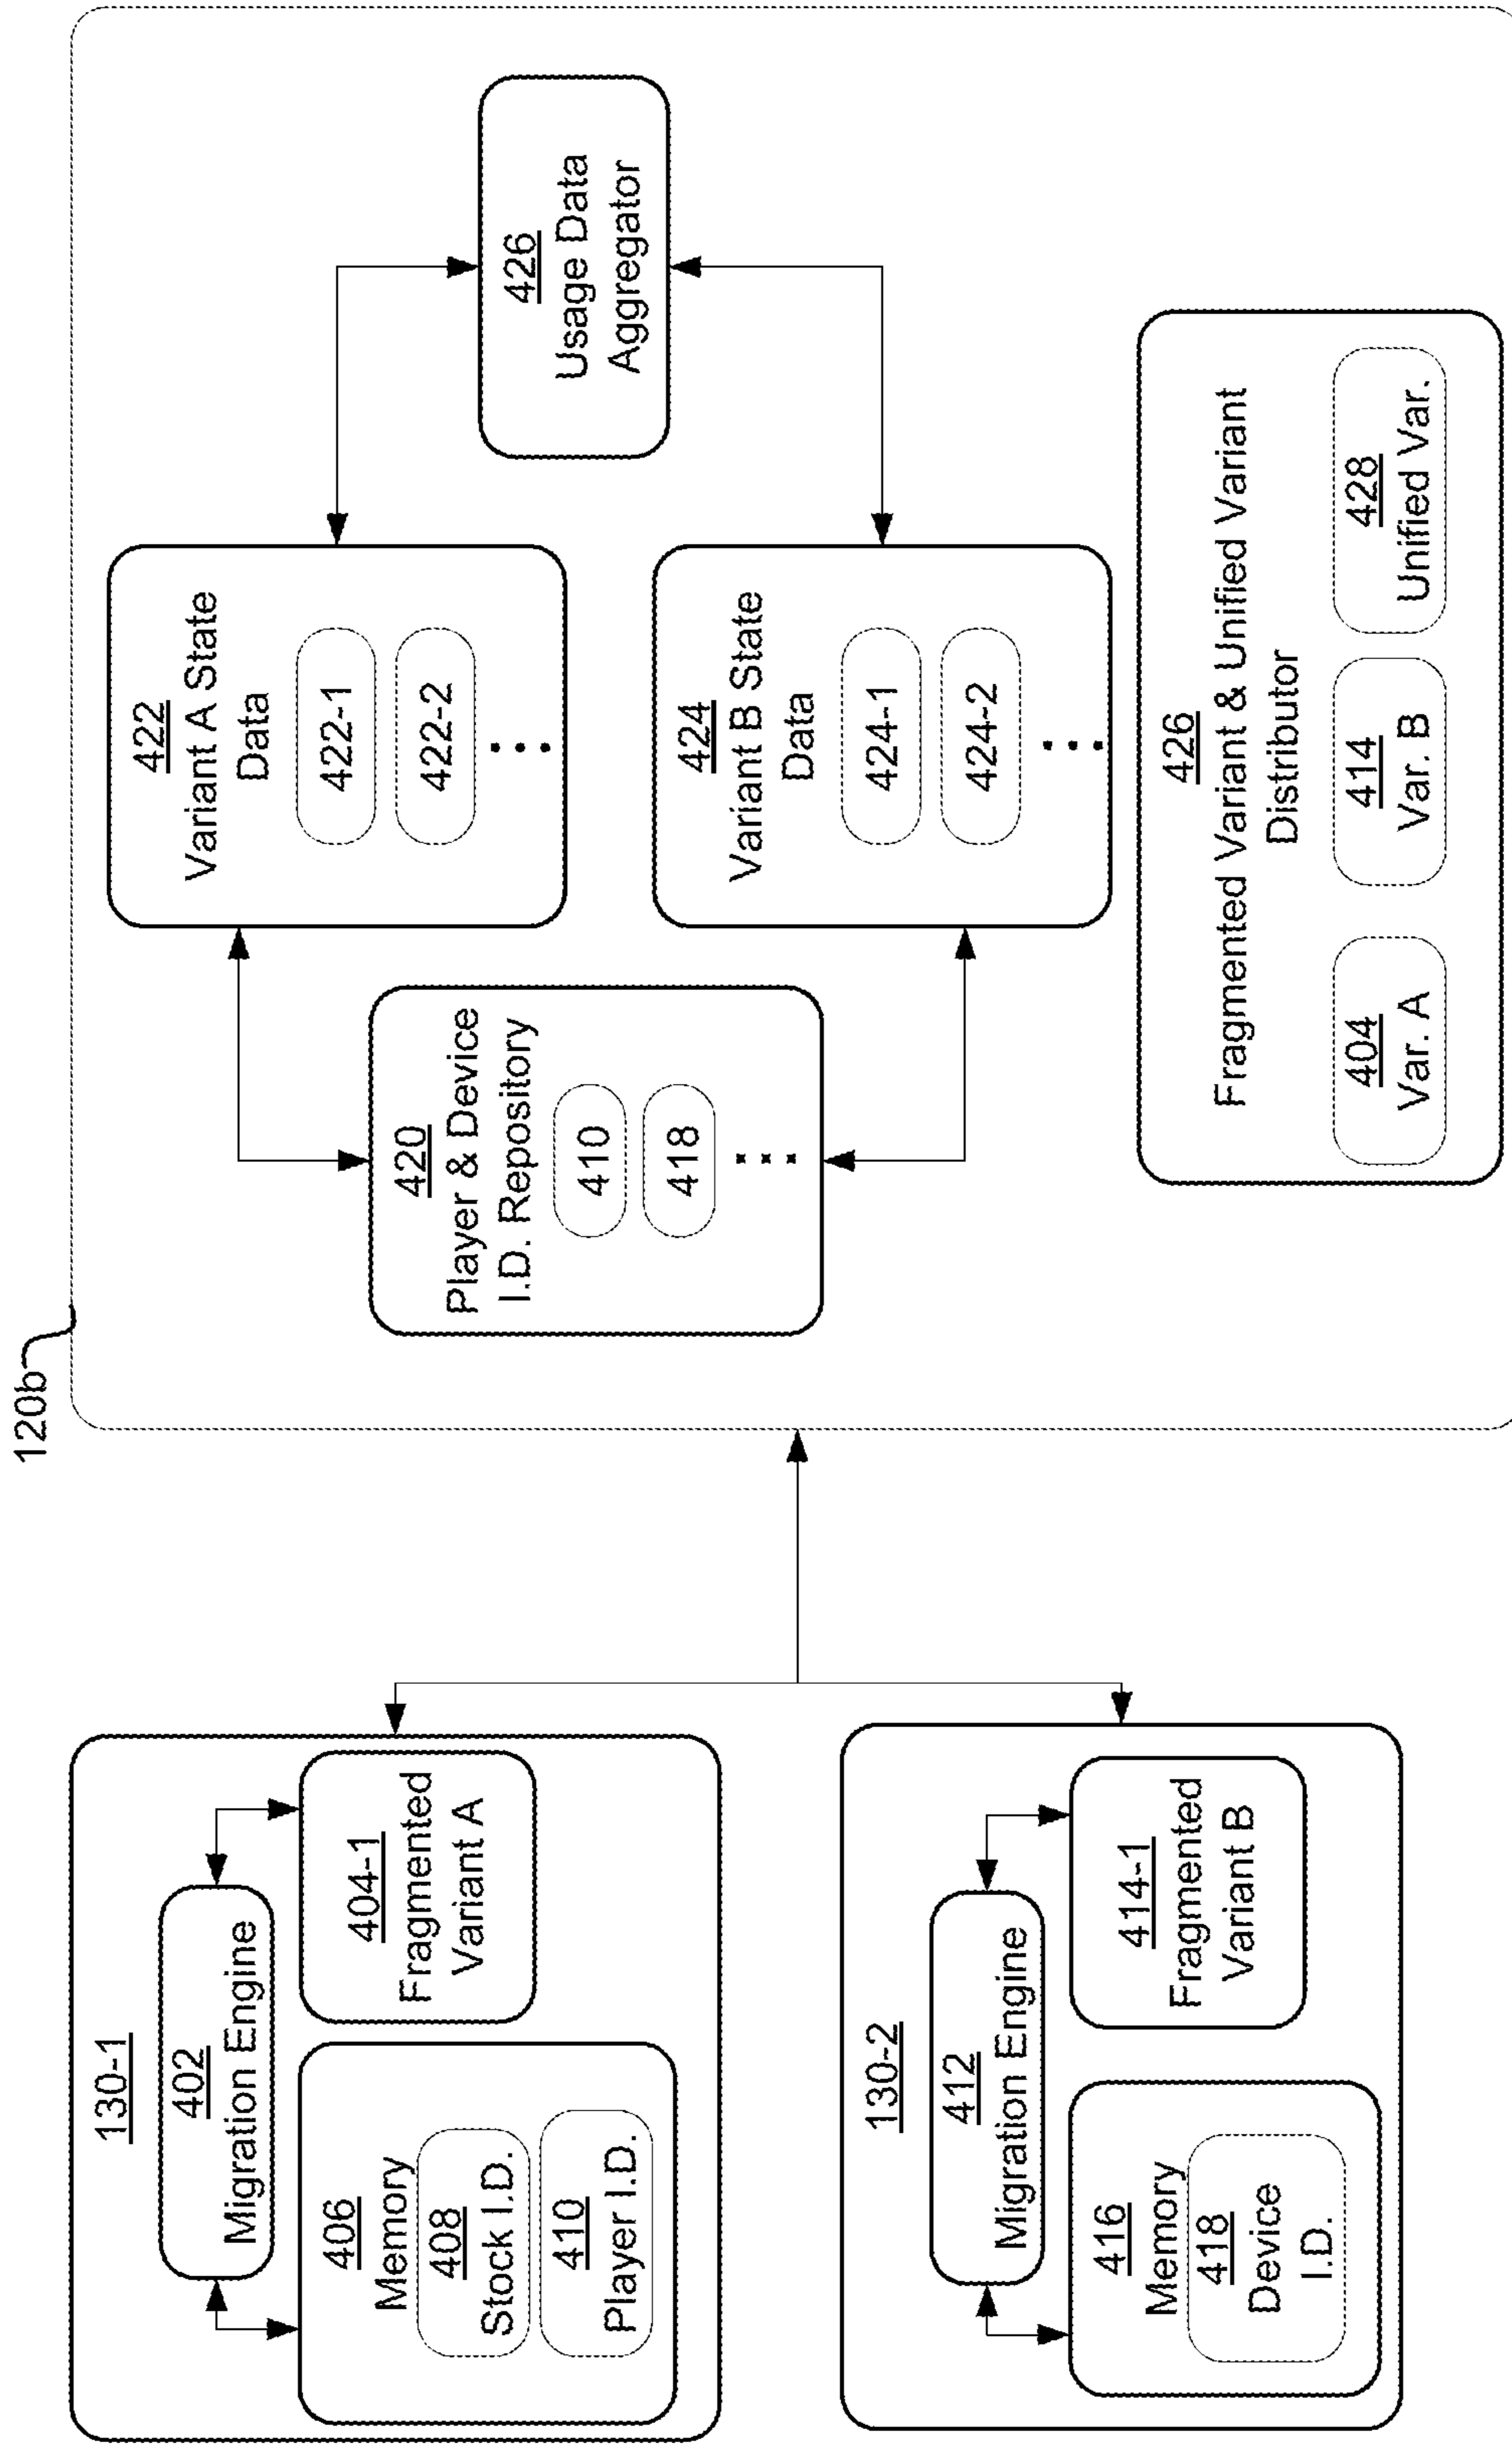 120b
130-1
402
Migration Engine
406
Memory
408
Stock I.D.
410
Player I.D.
404-1
Fragmented
Variant A
130-2
412
Migration Engine
416
Memory
418
Device
I.D.
414-1
Fragmented
Variant B
420
Player & Device
I.D. Repository
410
418
...
422
Variant A State
Data
422-1
422-2
...
424
Variant B State
Data
424-1
424-2
...
426
Usage Data
Aggregator
426
Fragmented Variant & Unified Variant
Distributor
404
Var. A
414
Var. B
428
Unified Var.